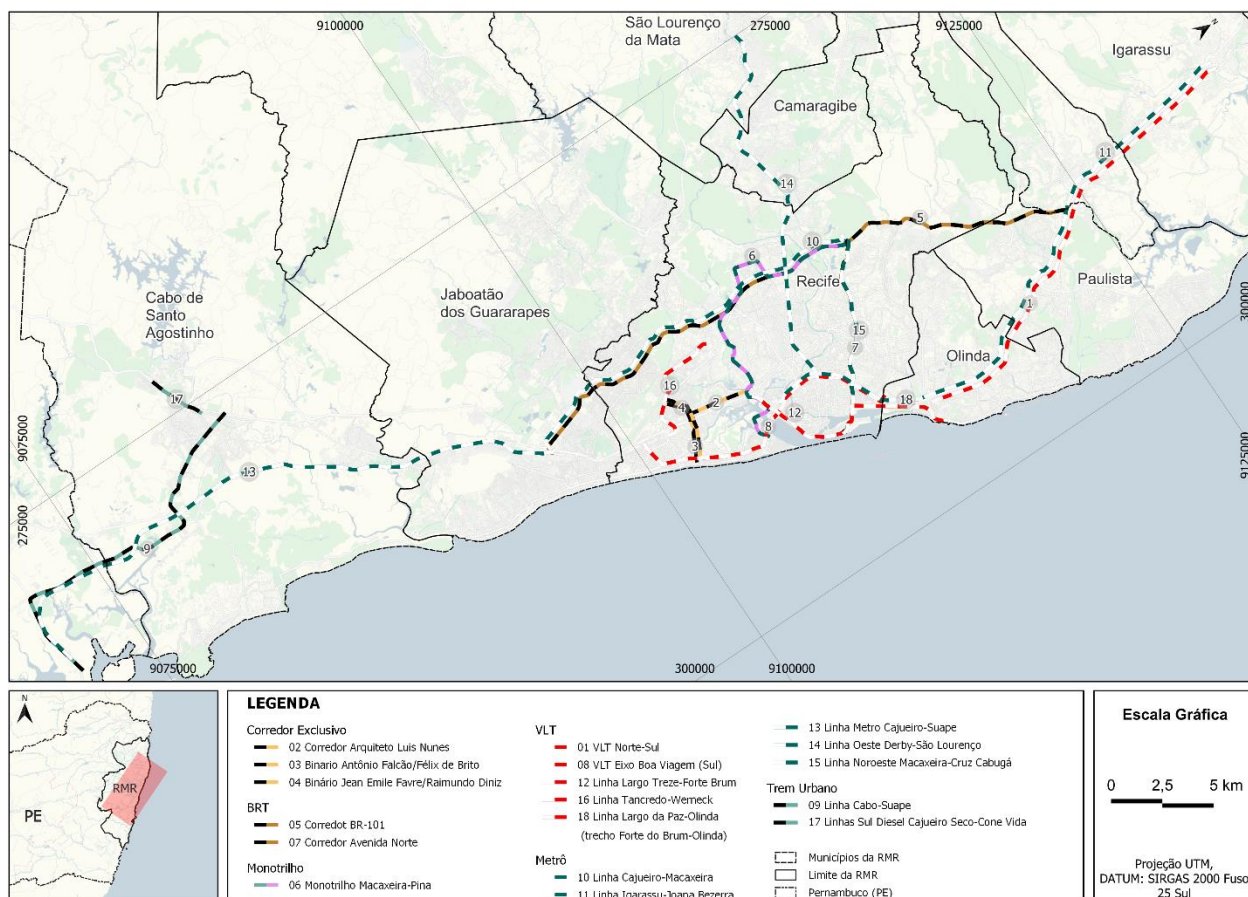 9100000
São Lourenço
da Mata
275000
9125000
N
Igarassu
Camaragibe
11
14
5
10
6
Recife
Paulista
300000
Cabo de
Santo
Agostinho
Jaboatão
dos Guararapes
1
15
7
Olinda
17
16
4
2
18
12
3
8
9075000
13
275000
9
9125000
9075000
300000
9100000
N
RMR
PE
LEGENDA
Corredor Exclusivo
02 Corredor Arquiteto Luis Nunes
03 Binario Antônio Falcão/Félix de Brito
04 Binário Jean Emile Favre/Raimundo Diniz
BRT
05 Corredot BR-101
07 Corredor Avenida Norte
Monotrilho
06 Monotrilho Macaxeira-Pina
VLT
01 VLT Norte-Sul
08 VLT Eixo Boa Viagem (Sul)
12 Linha Largo Treze-Forte Brum
16 Linha Tancredo-Werneck
18 Linha Largo da Paz-Olinda
(trecho Forte do Brum-Olinda)
Metrô
10 Linha Cajueiro-Macaxeira
11 Linha Igarassu-Joana Bezerra
13 Linha Metro Cajueiro-Suape
14 Linha Oeste Derby-São Lourenço
15 Linha Noroeste Macaxeira-Cruz Cabugá
Trem Urbano
09 Linha Cabo-Suape
17 Linhas Sul Diesel Cajueiro Seco-Cone Vida
Municípios da RMR
Limite da RMR
Pernambuco (PE)
Escala Gráfica
0 2,5 5 km
Projeção UTM,
DATUM: SIRGAS 2000 Fuso
25 Sul